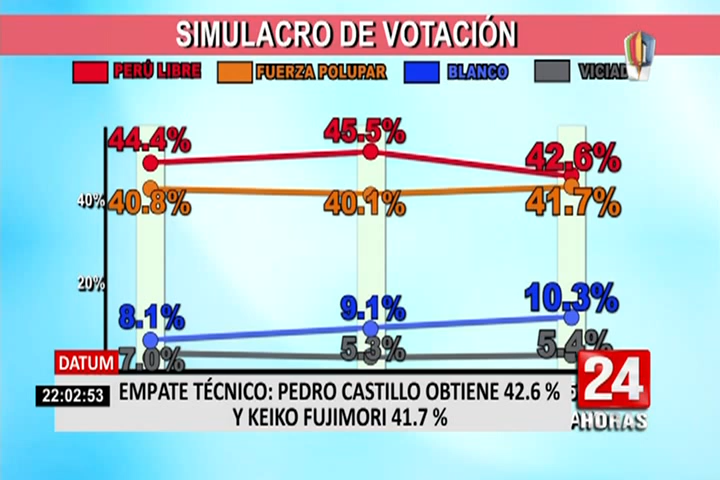 SIMULACRO DE VOTACIÓN
PERÚ LIBRE FUERZA POLUPAR BLANCO VICIAD
44.4% 45.5% 42.6%
40% 40.8% 40.1% 41.7%
20%
8.1% 9.1% 10.3%
7.0% 5.3% 5.4%
DATUM
22:02:53
EMPATE TÉCNICO: PEDRO CASTILLO OBTIENE 42.6 %
Y KEIKO FUJIMORI 41.7 %
24
HORAS